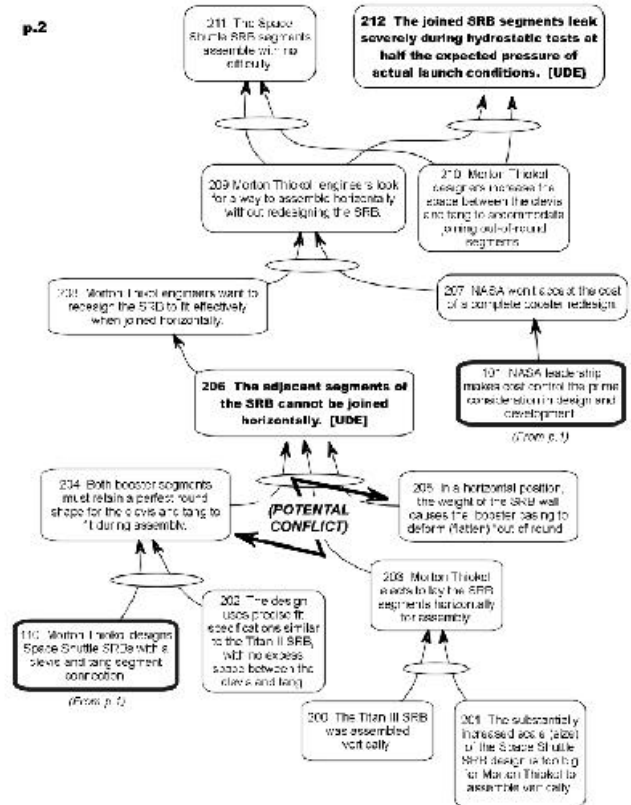 p.2
211 The Space
Shuttle SRB segments
assemble with no
difficulty
212 The joined SRB segments leak
severely during hydrostatic tests at
half the expected pressure of
actual launch conditions. [UDE]
209 Morton Thiokol engineers look
for a way to assemble horizontally
without redesigning the SRB.
210 Morton Thiokol
designers increase the
space between the clevis
and tang to accommodate
joining out-of-round
segments
208 Morton Thiokol engineers want to
redesign the SRB to fit effectively
when joined horizontally.
207 NASA won't accept the cost
of a complete booster redesign.
101 NASA leadership
makes cost control the prime
consideration in design and
development
(From p.1)
206 The adjacent segments of
the SRB cannot be joined
horizontally. [UDE]
204 Both booster segments
must retain a perfect round
shape for the clevis and tang to
fit during assembly.
(POTENTAL
CONFLICT)
205 In a horizontal position,
the weight of the SRB wall
causes the booster casing to
deform ("flatten") "out of round
203 Morton Thiokol
elects to lay the SRB
segments horizontally
for assembly
110 Morton Thiokol designs
Space Shuttle SRBs with a
clevis and tang segment
connection
(From p.1)
202 The design
uses precise fit
specifications similar
to the Titan II SRB,
with no excess
space between the
clevis and tang
200 The Titan III SRB
was assembled
vertically
201 The substantially
increased scale (size)
of the Space Shuttle
SRB design is too big
for Morton Thiokol to
assemble vertically